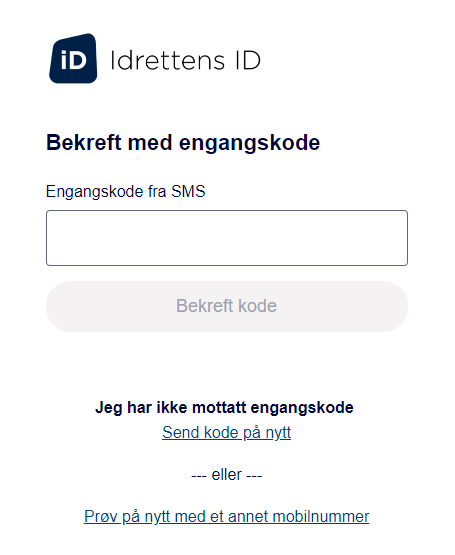 iD Idrettens ID
Bekreft med engangskode
Engangskode fra SMS
Bekreft kode
Jeg har ikke mottatt engangskode
Send kode på nytt
--- eller ---
Prøv på nytt med et annet mobilnummer